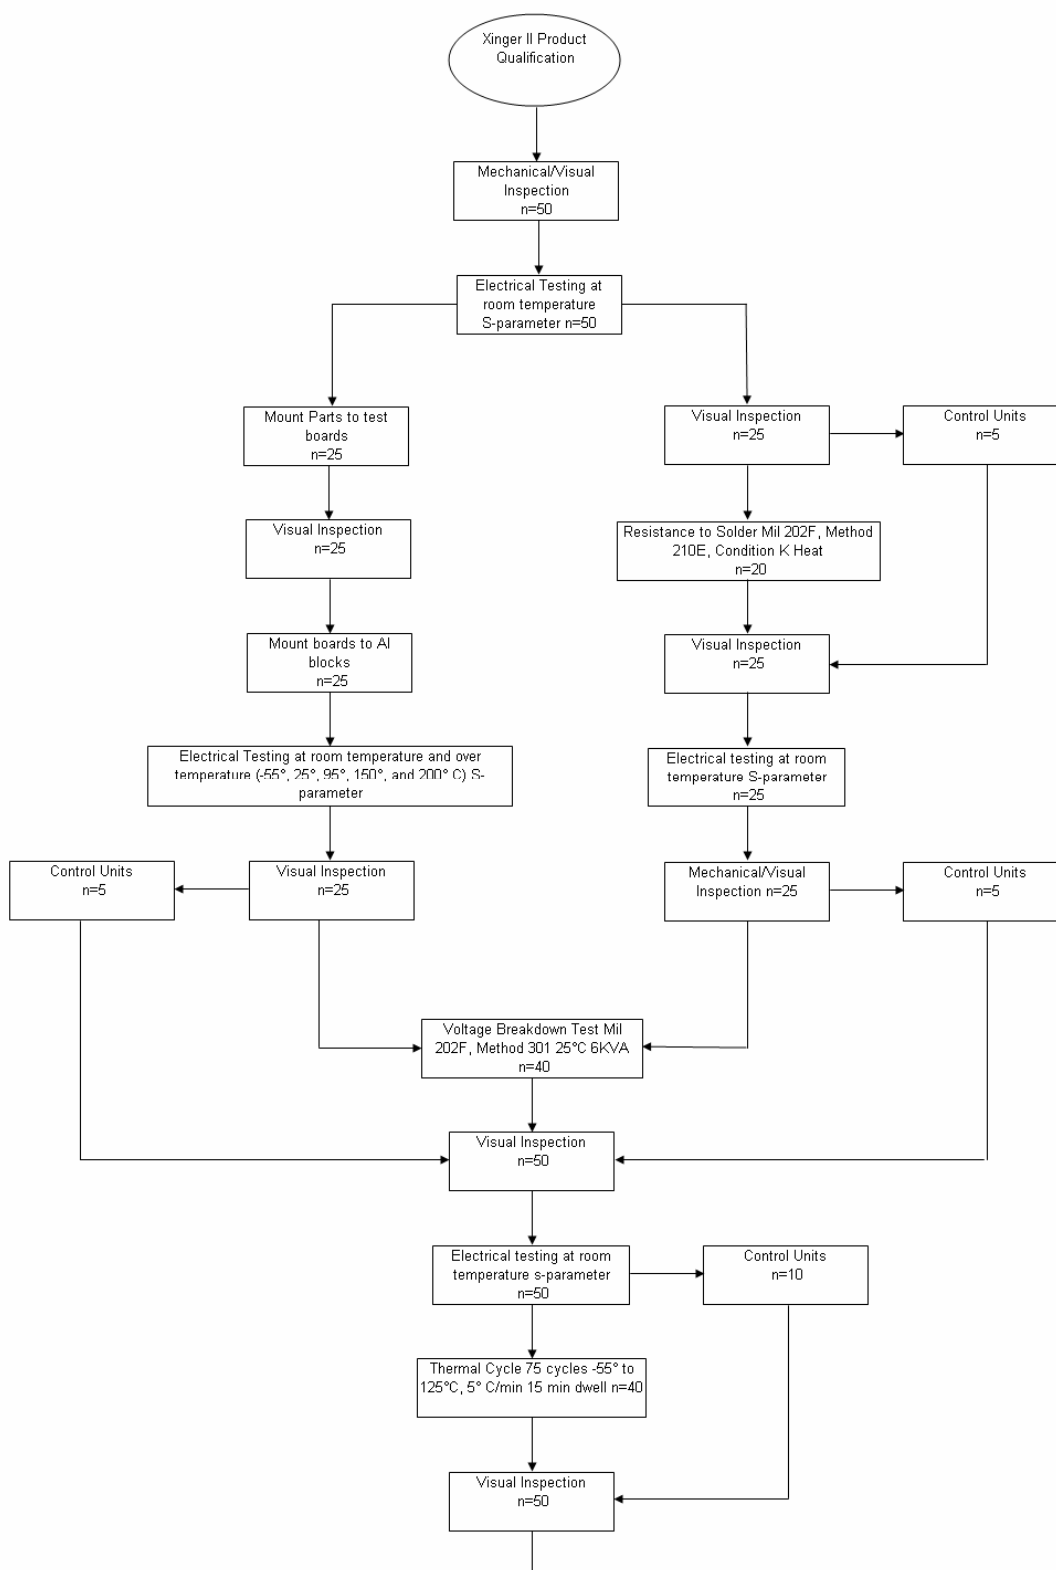 Xinger II Product
Qualification
Mechanical/Visual
Inspection
n=50
Electrical Testing at
room temperature
S-parameter n=50
Mount Parts to test
boards
n=25
Visual Inspection
n=25
Control Units
n=5
Visual Inspection
n=25
Resistance to Solder Mil 202F, Method
210E, Condition K Heat
n=20
Mount boards to Al
blocks
n=25
Visual Inspection
n=25
Electrical Testing at room temperature and over
temperature (-55°, 25°, 95°, 150°, and 200° C) S-
parameter
Electrical testing at room
temperature S-parameter
n=25
Control Units
n=5
Visual Inspection
n=25
Mechanical/Visual
Inspection n=25
Control Units
n=5
Voltage Breakdown Test Mil
202F, Method 301 25°C 6KVA
n=40
Visual Inspection
n=50
Electrical testing at room
temperature s-parameter
n=50
Control Units
n=10
Thermal Cycle 75 cycles -55° to
125°C, 5° C/min 15 min dwell n=40
Visual Inspection
n=50